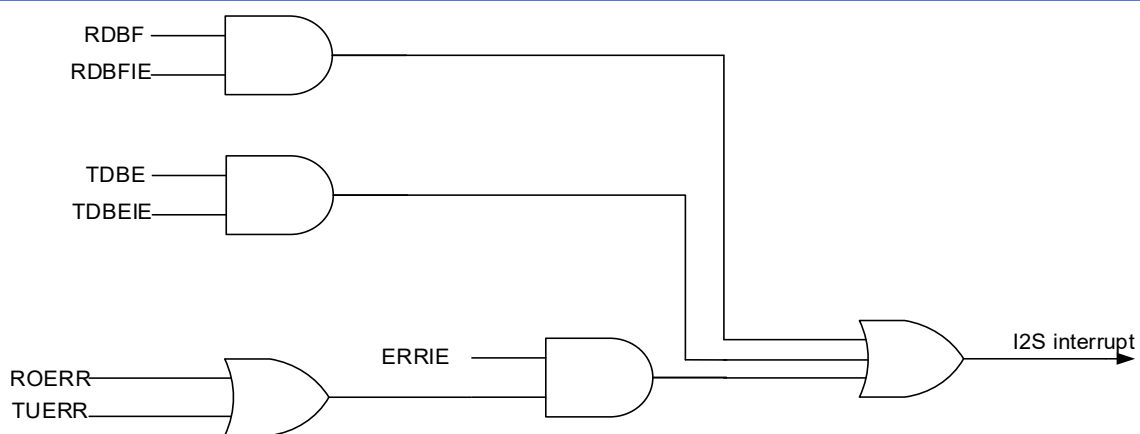 RDBF
RDBFIE
TDBE
TDBEIE
ERRIE
I2S interrupt
ROERR
TUERR